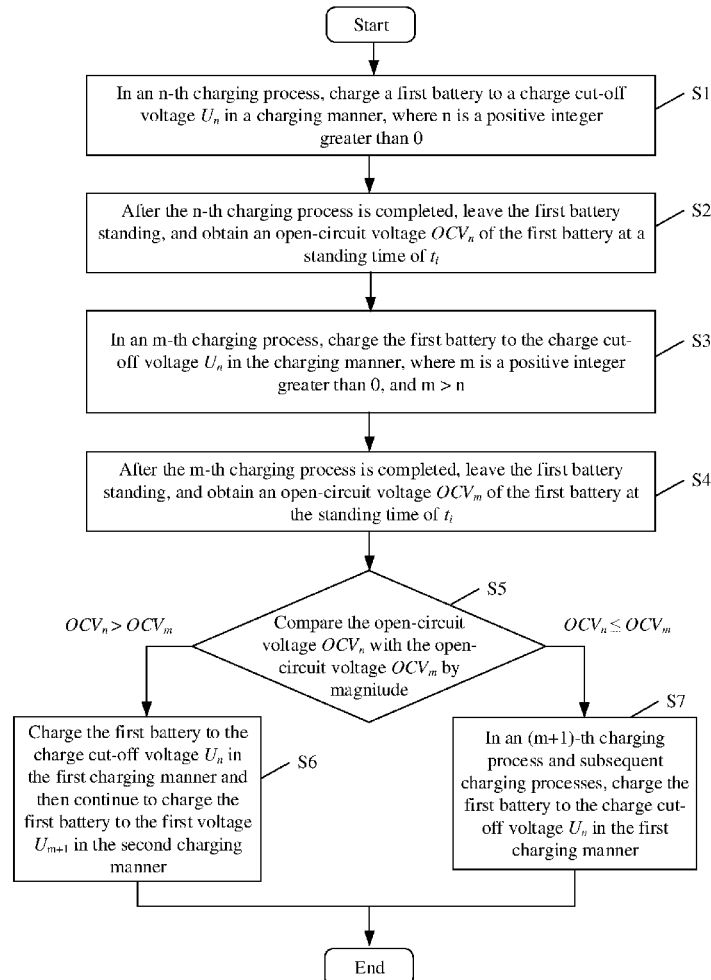 Start
In an n-th charging process, charge a first battery to a charge cut-off
voltage Uₙ in a charging manner, where n is a positive integer
greater than 0
S1
After the n-th charging process is completed, leave the first battery
standing, and obtain an open-circuit voltage OCVₙ of the first battery at a
standing time of tᵢ
S2
In an m-th charging process, charge the first battery to the charge cut-
off voltage Uₙ in the charging manner, where m is a positive integer
greater than 0, and m > n
S3
After the m-th charging process is completed, leave the first battery
standing, and obtain an open-circuit voltage OCVₘ of the first battery at
the standing time of tᵢ
S4
S5
OCVₙ > OCVₘ
Compare the open-circuit
voltage OCVₙ with the open-
circuit voltage OCVₘ by
magnitude
OCVₙ ≤ OCVₘ
Charge the first battery to the
charge cut-off voltage Uₙ in
the first charging manner and
then continue to charge the
first battery to the first voltage
Uₘ₊₁ in the second charging
manner
S6
S7
In an (m+1)-th charging
process and subsequent
charging processes, charge the
first battery to the charge cut-
off voltage Uₙ in the first
charging manner
End